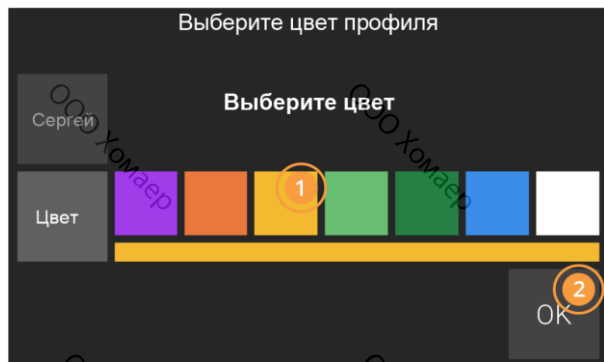 Выберите цвет профиля
Выберите цвет
Сергей
ООО Хомаер
ООО Хомаер
1
Цвет
2
OK